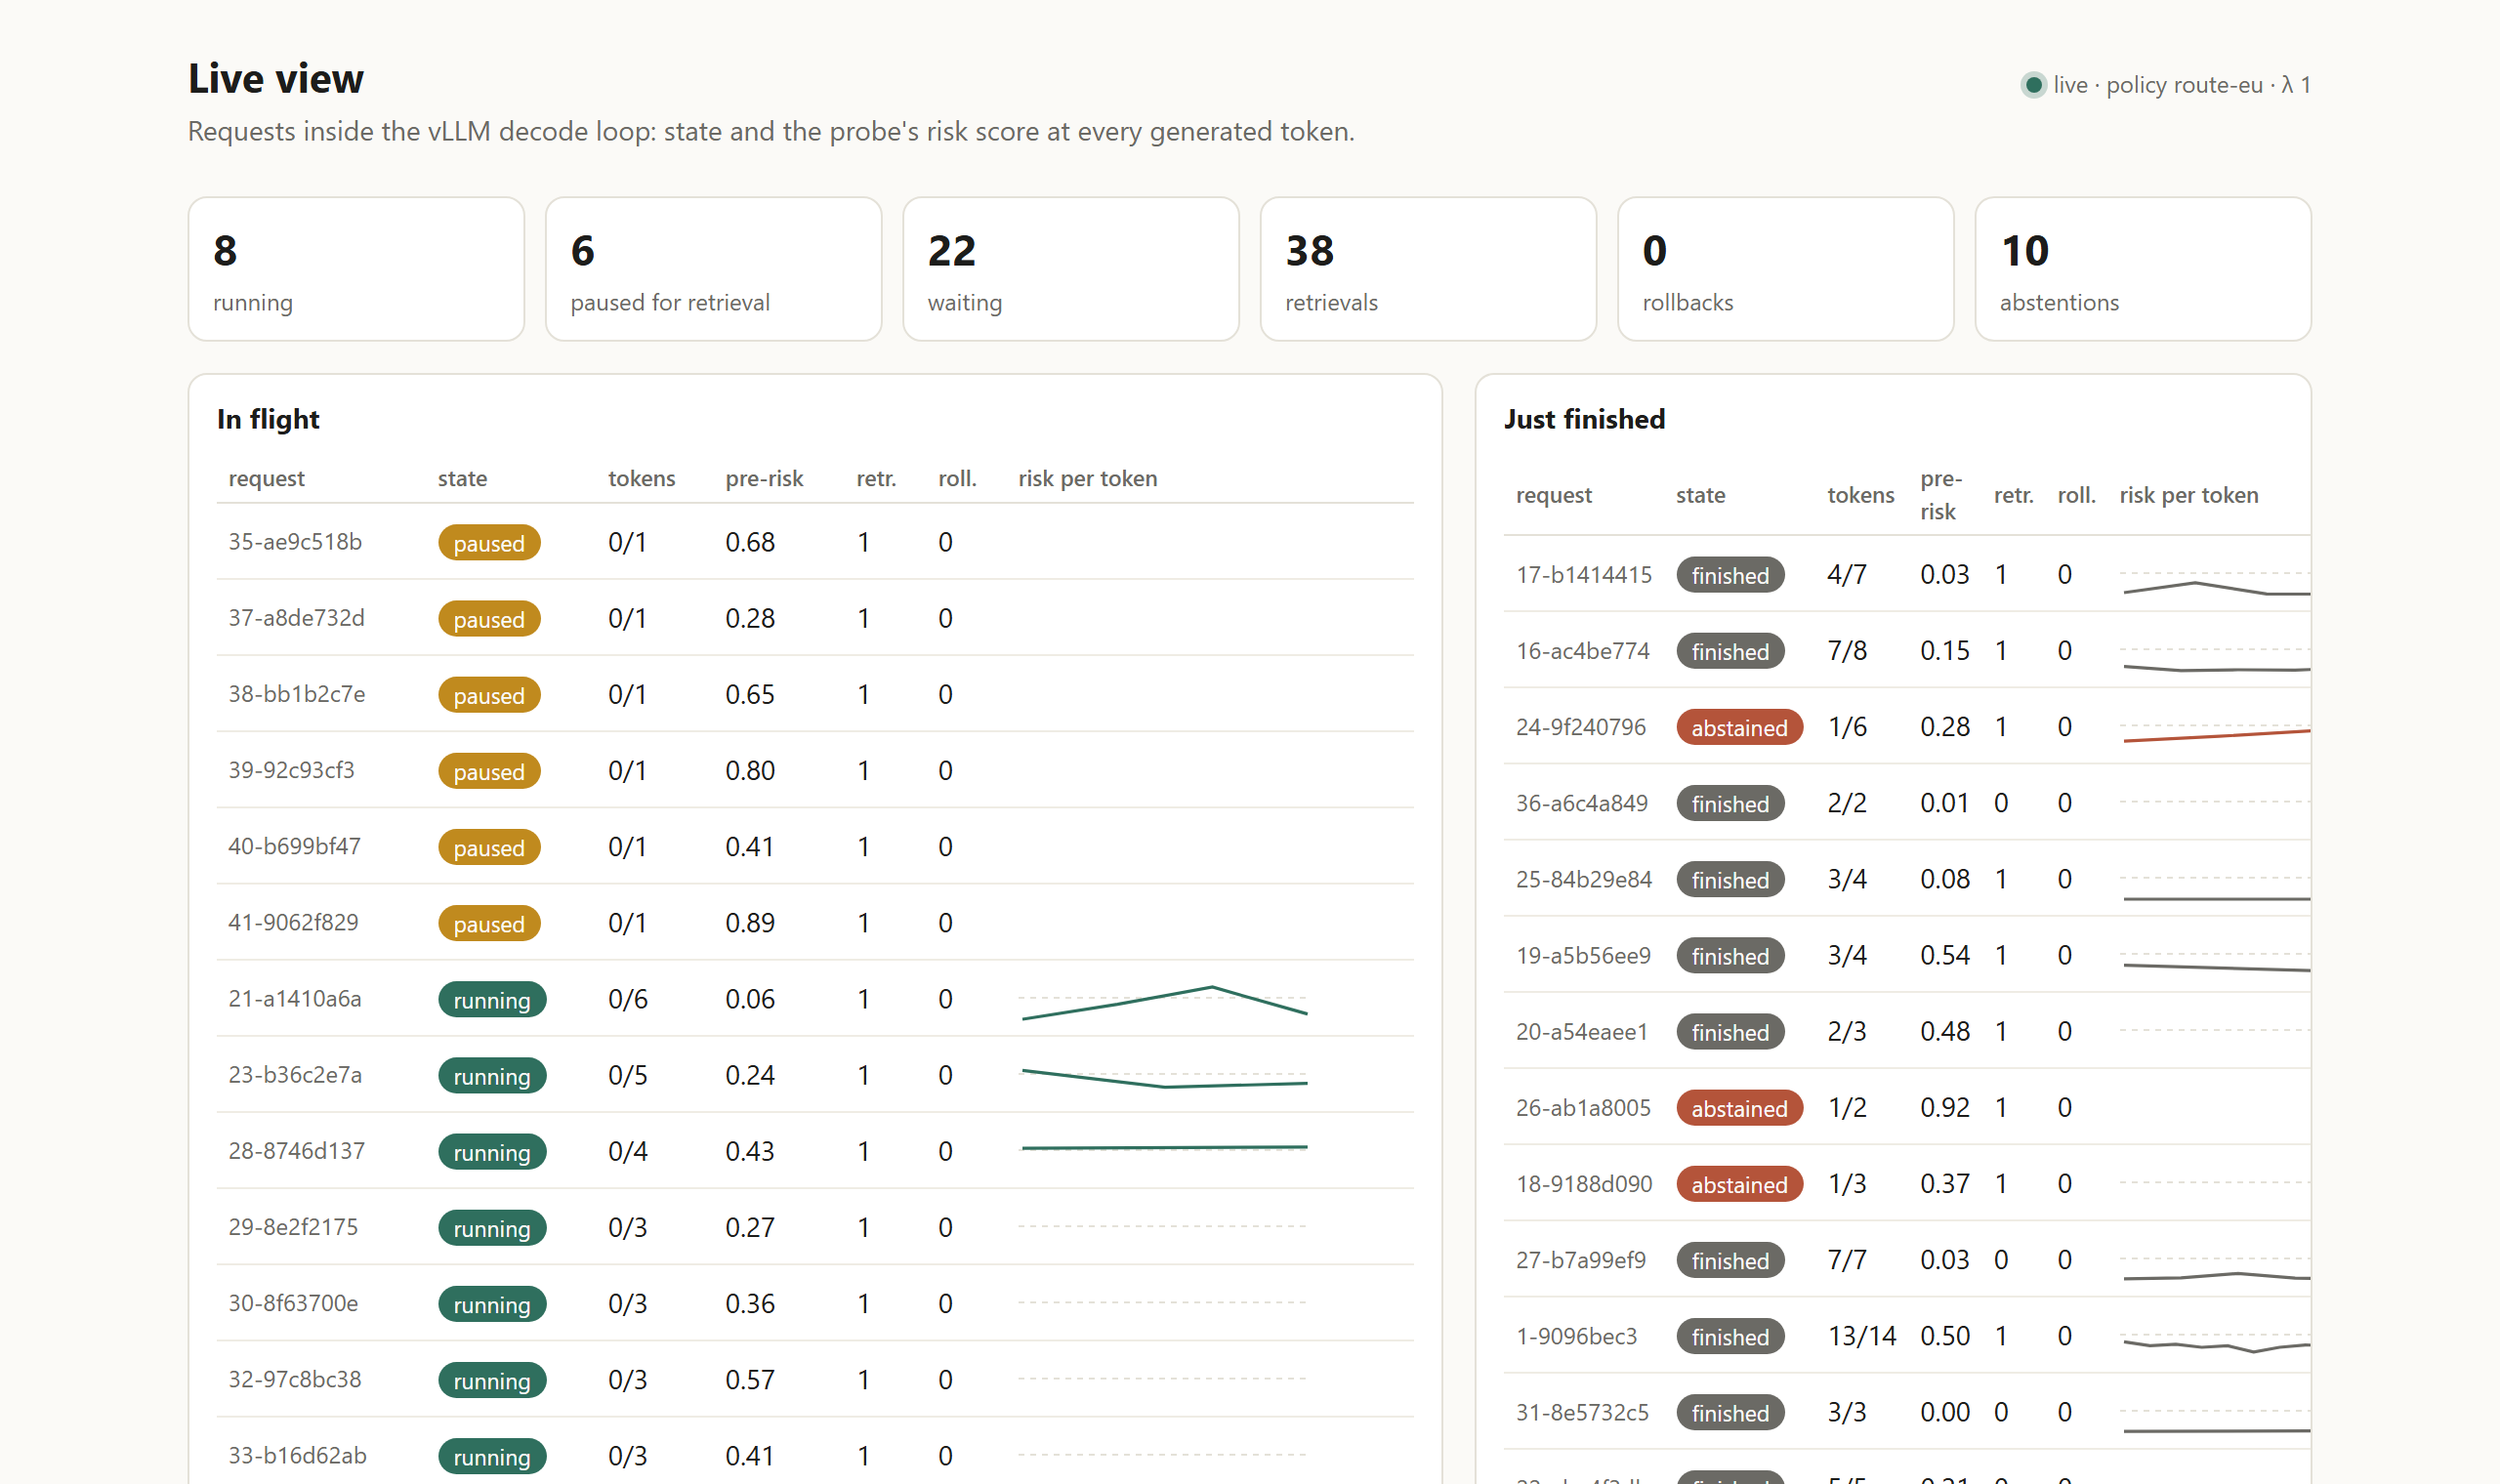 Live view
live · policy route-eu · λ 1
Requests inside the vLLM decode loop: state and the probe's risk score at every generated token.
8
running
6
paused for retrieval
22
waiting
38
retrievals
0
rollbacks
10
abstentions
In flight
request state tokens pre-risk retr. roll. risk per token
35-ae9c518b paused 0/1 0.68 1 0
37-a8de732d paused 0/1 0.28 1 0
38-bb1b2c7e paused 0/1 0.65 1 0
39-92c93cf3 paused 0/1 0.80 1 0
40-b699bf47 paused 0/1 0.41 1 0
41-9062f829 paused 0/1 0.89 1 0
21-a1410a6a running 0/6 0.06 1 0
23-b36c2e7a running 0/5 0.24 1 0
28-8746d137 running 0/4 0.43 1 0
29-8e2f2175 running 0/3 0.27 1 0
30-8f63700e running 0/3 0.36 1 0
32-97c8bc38 running 0/3 0.57 1 0
33-b16d62ab running 0/3 0.41 1 0
Just finished
request state tokens pre-risk retr. roll. risk per token
17-b1414415 finished 4/7 0.03 1 0
16-ac4be774 finished 7/8 0.15 1 0
24-9f240796 abstained 1/6 0.28 1 0
36-a6c4a849 finished 2/2 0.01 0 0
25-84b29e84 finished 3/4 0.08 1 0
19-a5b56ee9 finished 3/4 0.54 1 0
20-a54eaee1 finished 2/3 0.48 1 0
26-ab1a8005 abstained 1/2 0.92 1 0
18-9188d090 abstained 1/3 0.37 1 0
27-b7a99ef9 finished 7/7 0.03 0 0
1-9096bec3 finished 13/14 0.50 1 0
31-8e5732c5 finished 3/3 0.00 0 0